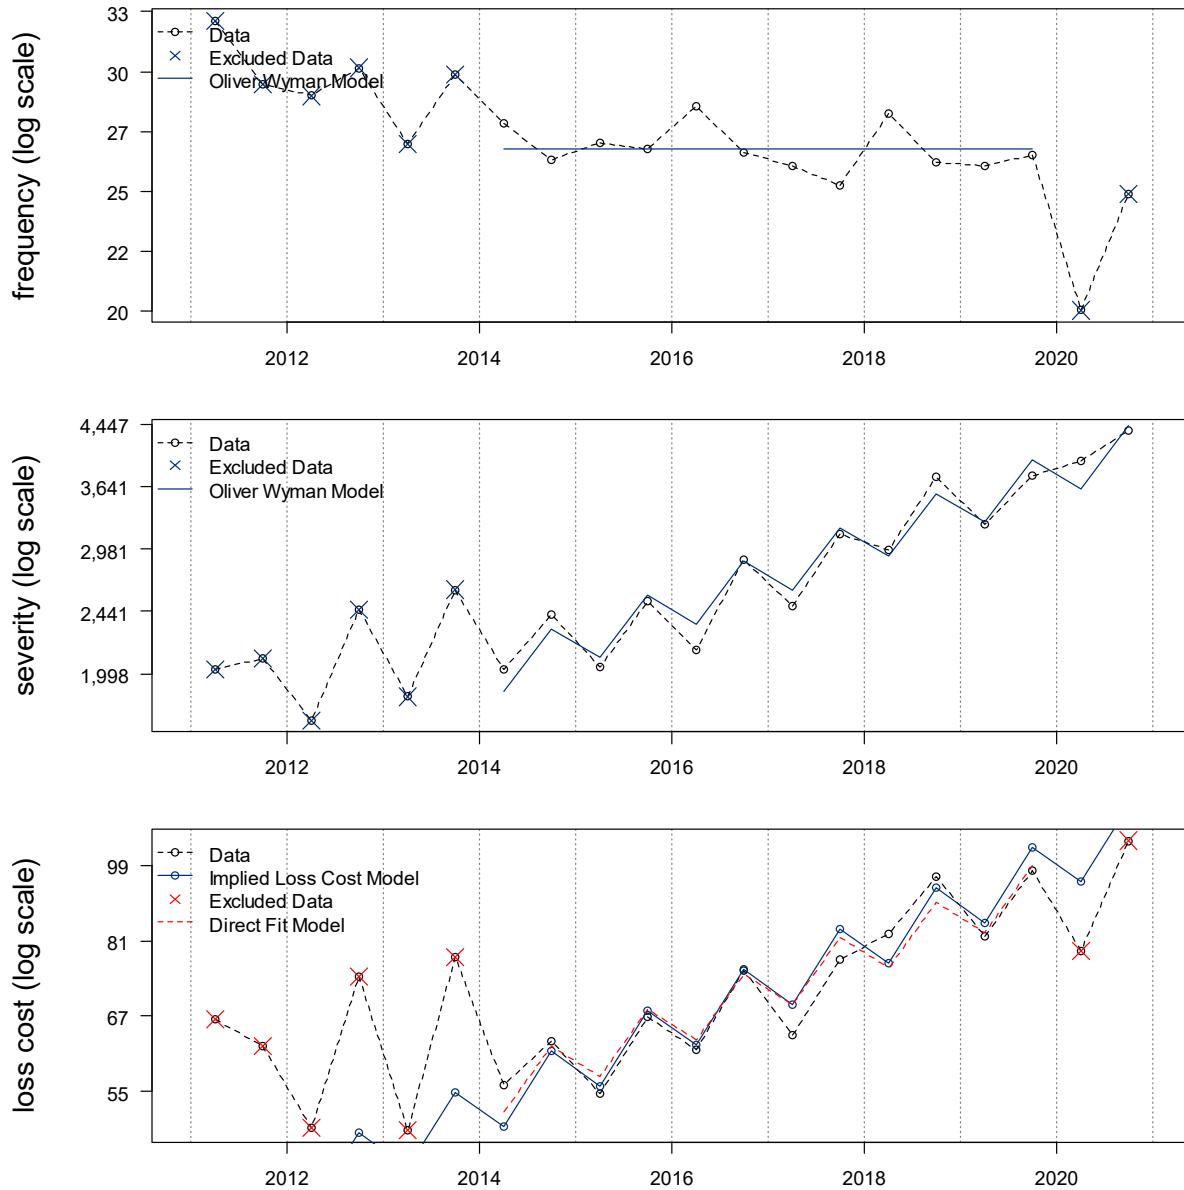 frequency (log scale)
33
30
27
25
22
20
Data
Excluded Data
Oliver Wyman Model
2012
2014
2016
2018
2020
severity (log scale)
4,447
3,641
2,981
2,441
1,998
Data
Excluded Data
Oliver Wyman Model
2012
2014
2016
2018
2020
loss cost (log scale)
99
81
67
55
Data
Implied Loss Cost Model
Excluded Data
Direct Fit Model
2012
2014
2016
2018
2020